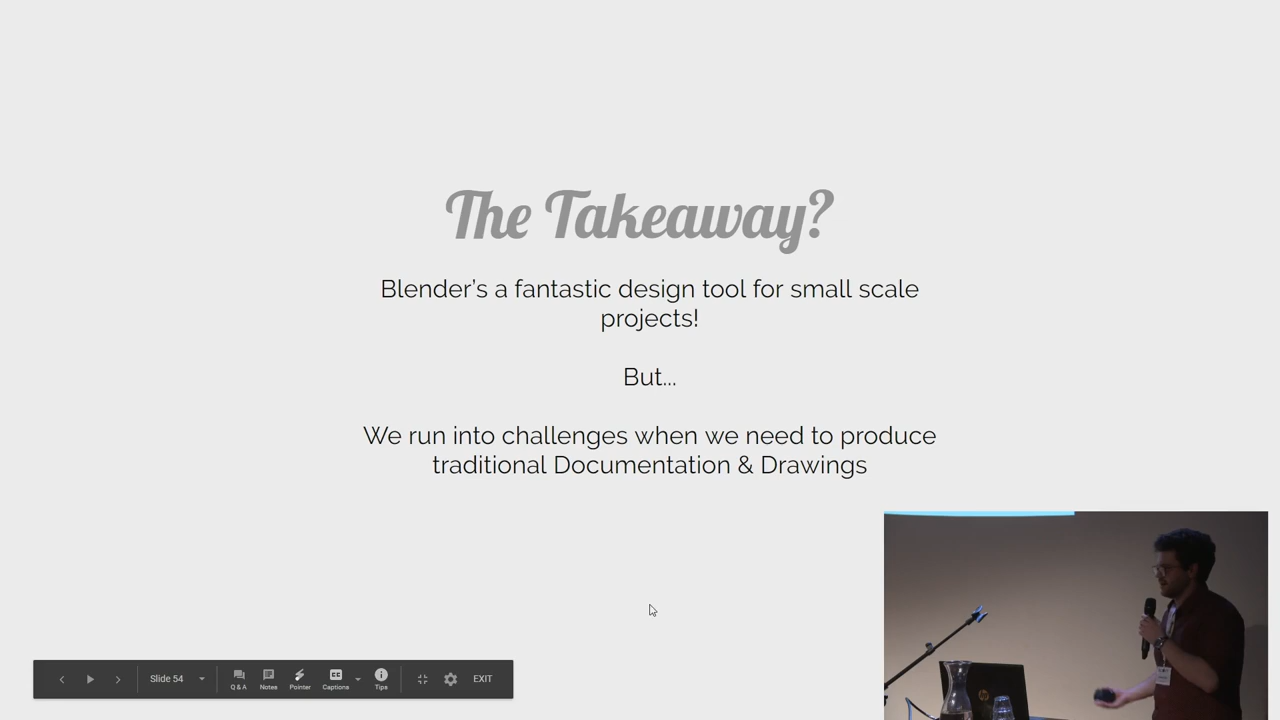 The Takeaway?
Blender's a fantastic design tool for small scale
projects!
But...
We run into challenges when we need to produce
traditional Documentation & Drawings
Slide 54
Q & A
Notes
Pointer
Captions
Tips
EXIT
hp